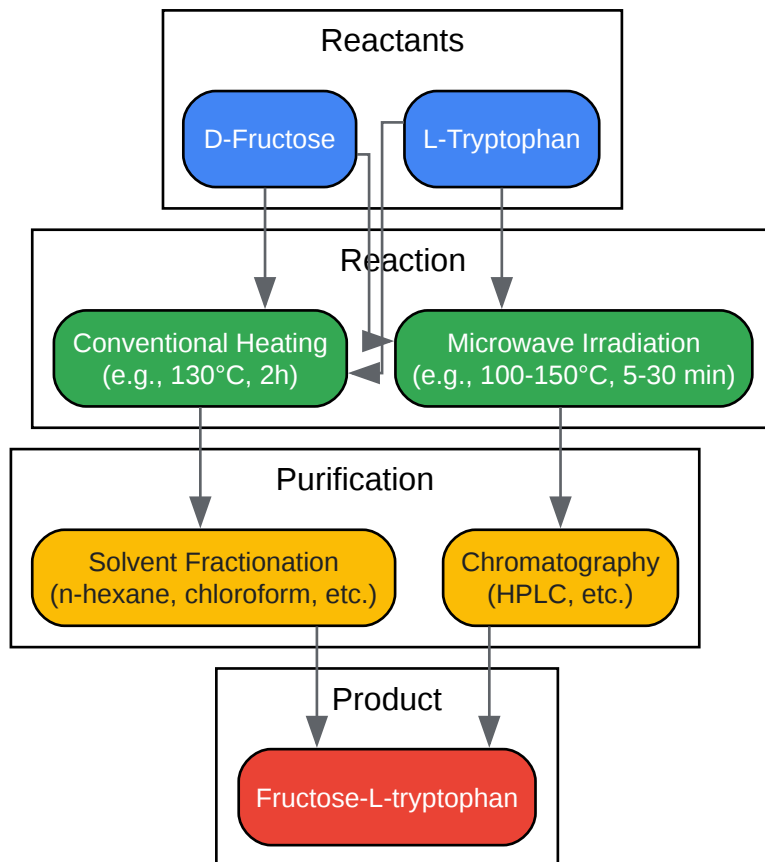 Reactants
D-Fructose
L-Tryptophan
Reaction
Conventional Heating
(e.g., 130°C, 2h)
Microwave Irradiation
(e.g., 100-150°C, 5-30 min)
Purification
Solvent Fractionation
(n-hexane, chloroform, etc.)
Chromatography
(HPLC, etc.)
Product
Fructose-L-tryptophan